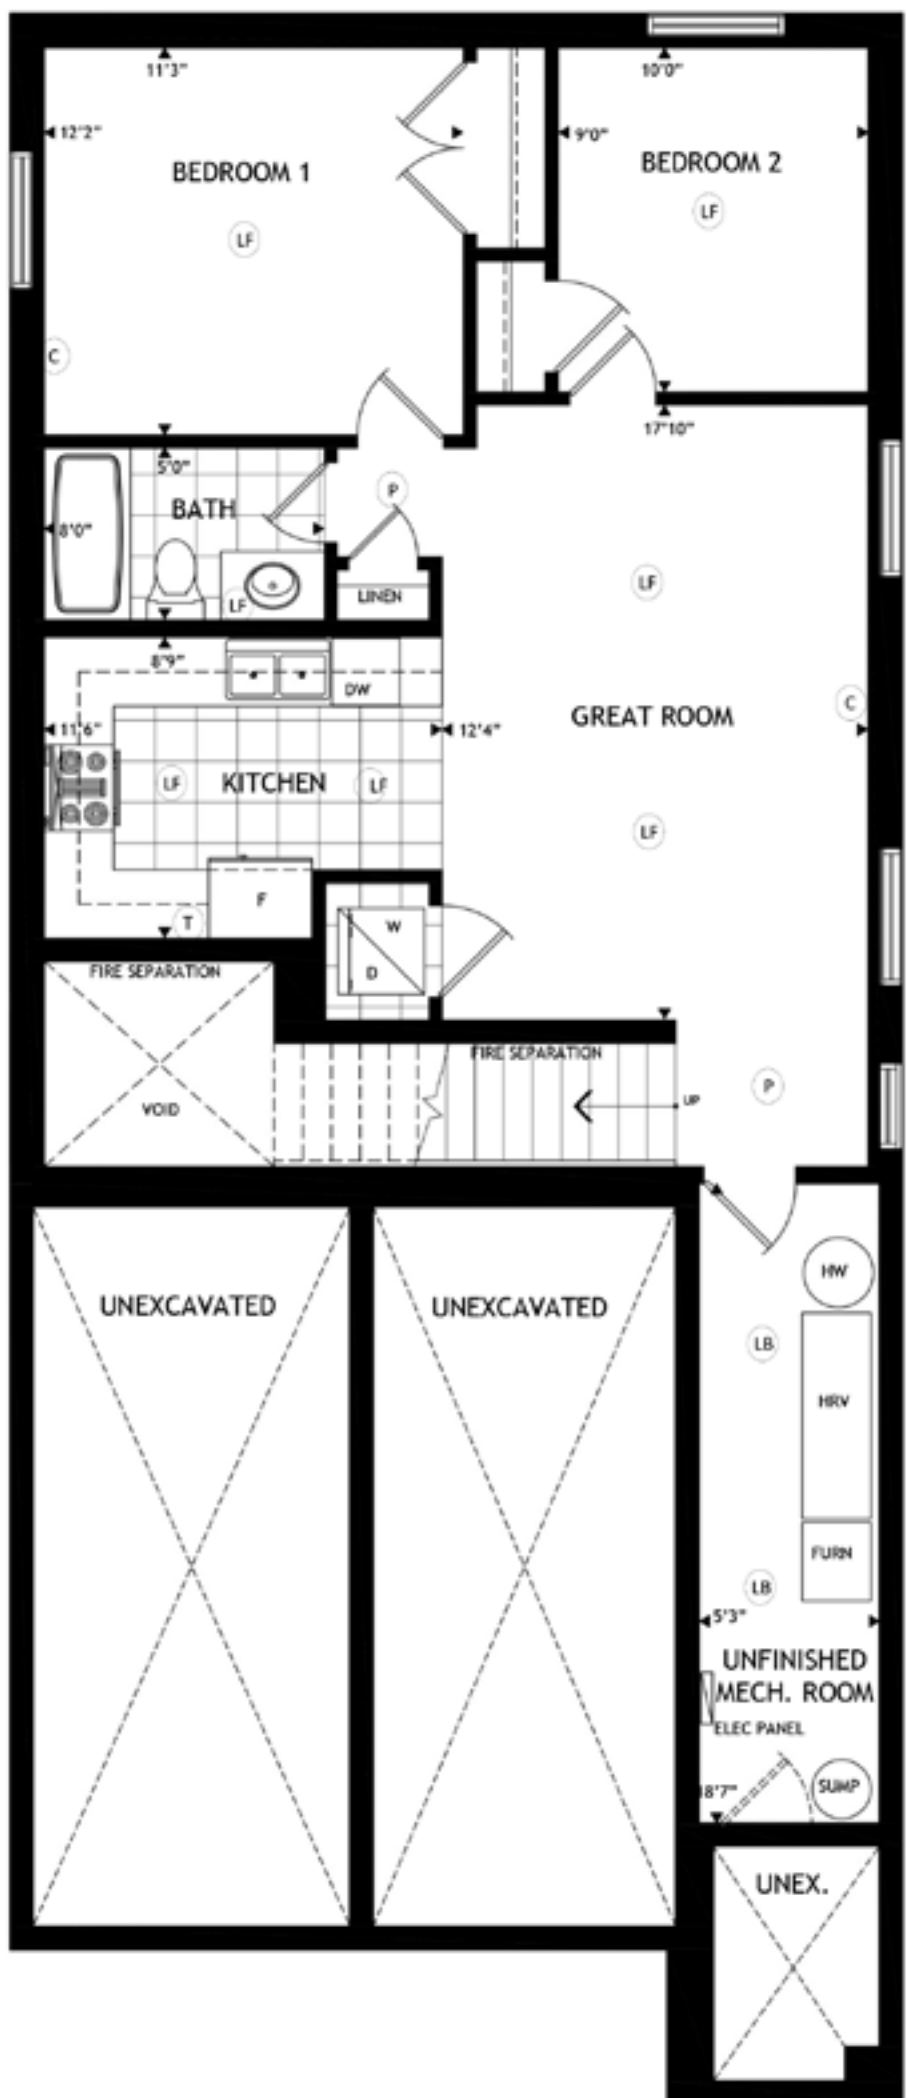 11'3"
10'0"
12'2"
9'0"
BEDROOM 1
BEDROOM 2
LF
LF
C
17'10"
5'0"
P
BATH
8'0"
LF
LINEN
LF
8'9"
DW
C
11'6"
12'4"
GREAT ROOM
LF
KITCHEN
LF
LF
F
T
W
D
FIRE SEPARATION
FIRE SEPARATION
VOID
UP
P
HW
UNEXCAVATED
UNEXCAVATED
LB
HRV
FURN
LB
5'3"
UNFINISHED
MECH. ROOM
ELEC PANEL
18'7"
SUMP
UNEX.